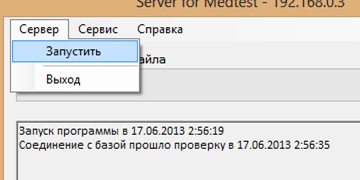 Server for Medtest - 192.168.0.3
Сервер Сервис Справка
Запустить
айла
Выход
Запуск программы в 17.06.2013 2:56:19
Соединение с базой прошло проверку в 17.06.2013 2:56:35